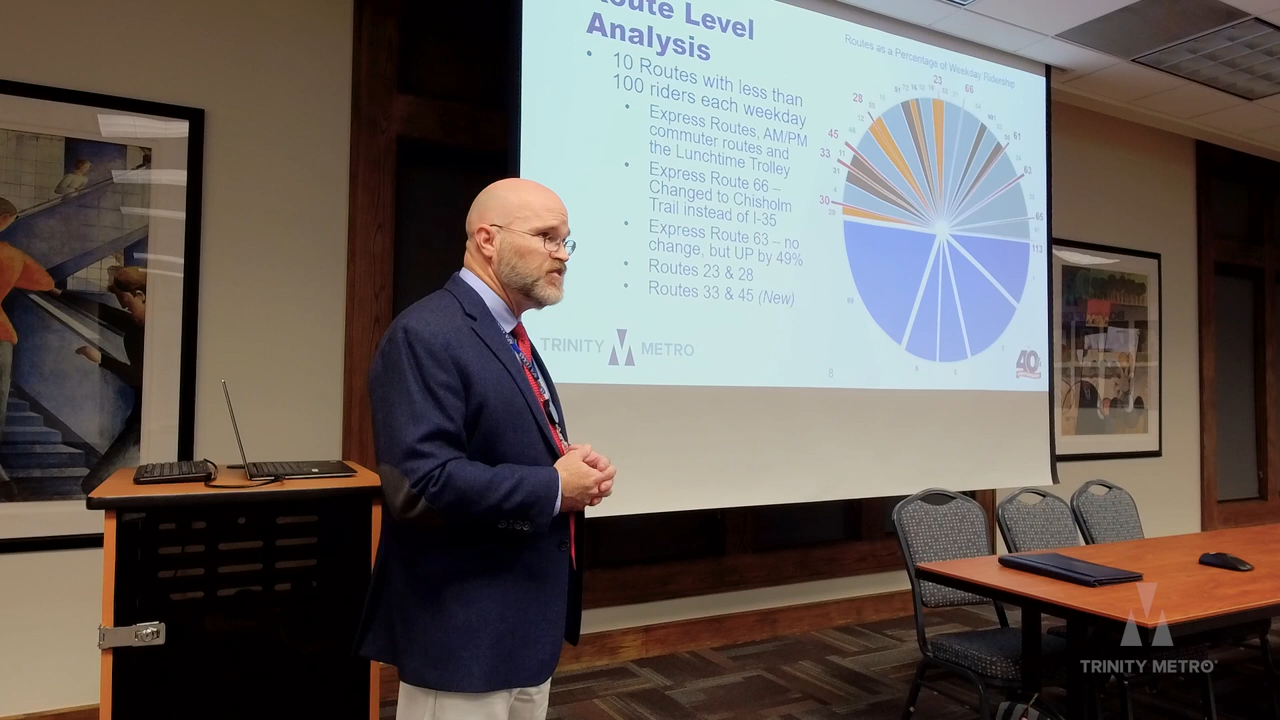 Route Level
Analysis
• 10 Routes with less than
100 riders each weekday
• Express Routes, AM/PM
commuter routes and
the Lunchtime Trolley
• Express Route 66 –
Changed to Chisholm
Trail instead of I-35
• Express Route 63 – no
change, but UP by 49%
• Routes 23 & 28
• Routes 33 & 45 (New)
TRINITY METRO
8
Routes as a Percentage of Weekday Ridership
23
66
28
61
45
33
63
30
65
113
40
TRINITY METRO